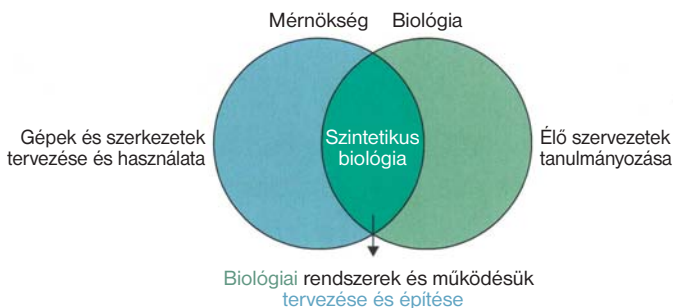 Mérnökség Biológia
Gépek és szerkezetek
tervezése és használata
Szintetikus
biológia
Élő szervezetek
tanulmányozása
Biológiai rendszerek és működésük
tervezése és építése